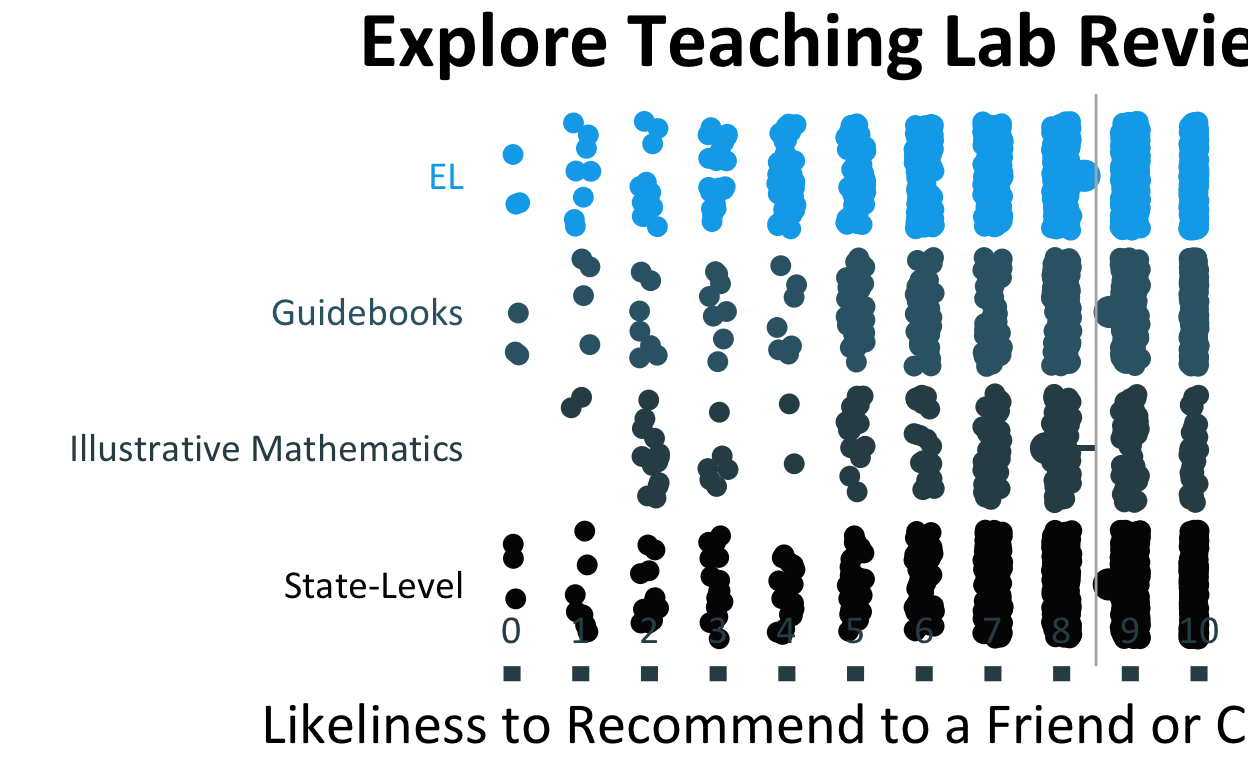 Explore Teaching Lab Revie
EL
Guidebooks
Illustrative Mathematics
State-Level
0 1 2 3 4 5 6 7 8 9 10
Likeliness to Recommend to a Friend or C